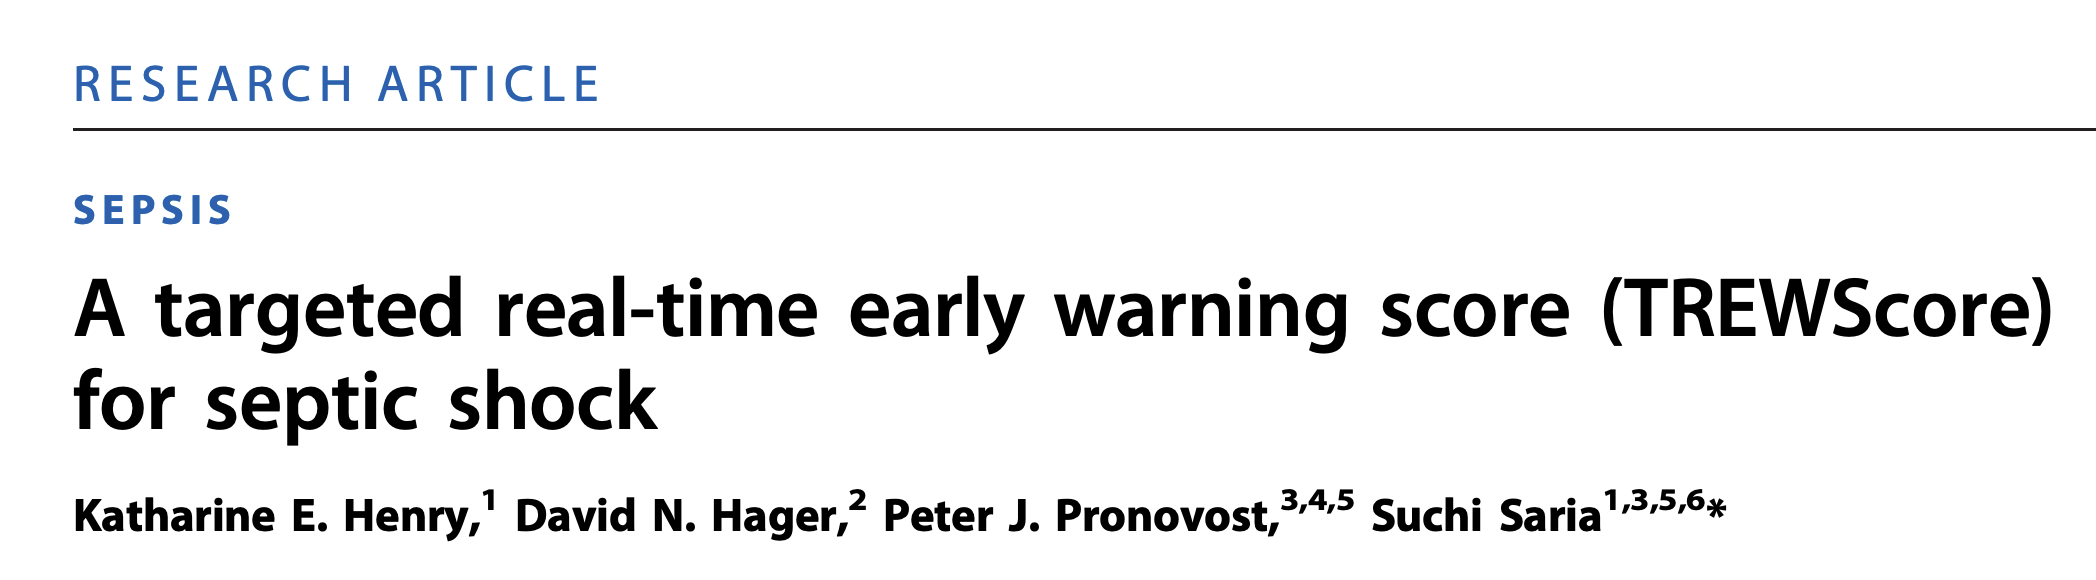 RESEARCH ARTICLE
SEPSIS
A targeted real-time early warning score (TREWScore)
for septic shock
Katharine E. Henry,1 David N. Hager,2 Peter J. Pronovost,3,4,5 Suchi Saria1,3,5,6*